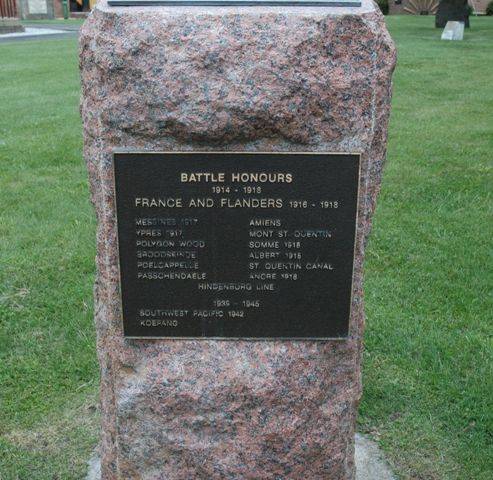 BATTLE HONOURS
1914 - 1918
FRANCE AND FLANDERS 1916 - 1918
MESSINES 1917 AMIENS
YPRES 1917 MONT ST. QUENTIN
POLYGON WOOD SOMME 1918
BROODSEINDE ALBERT 1918
POELCAPPELLE ST. QUENTIN CANAL
PASSCHENDAELE ANCRE 1918
HINDENBURG LINE
1939 - 1945
SOUTHWEST PACIFIC 1942
KOEPANG